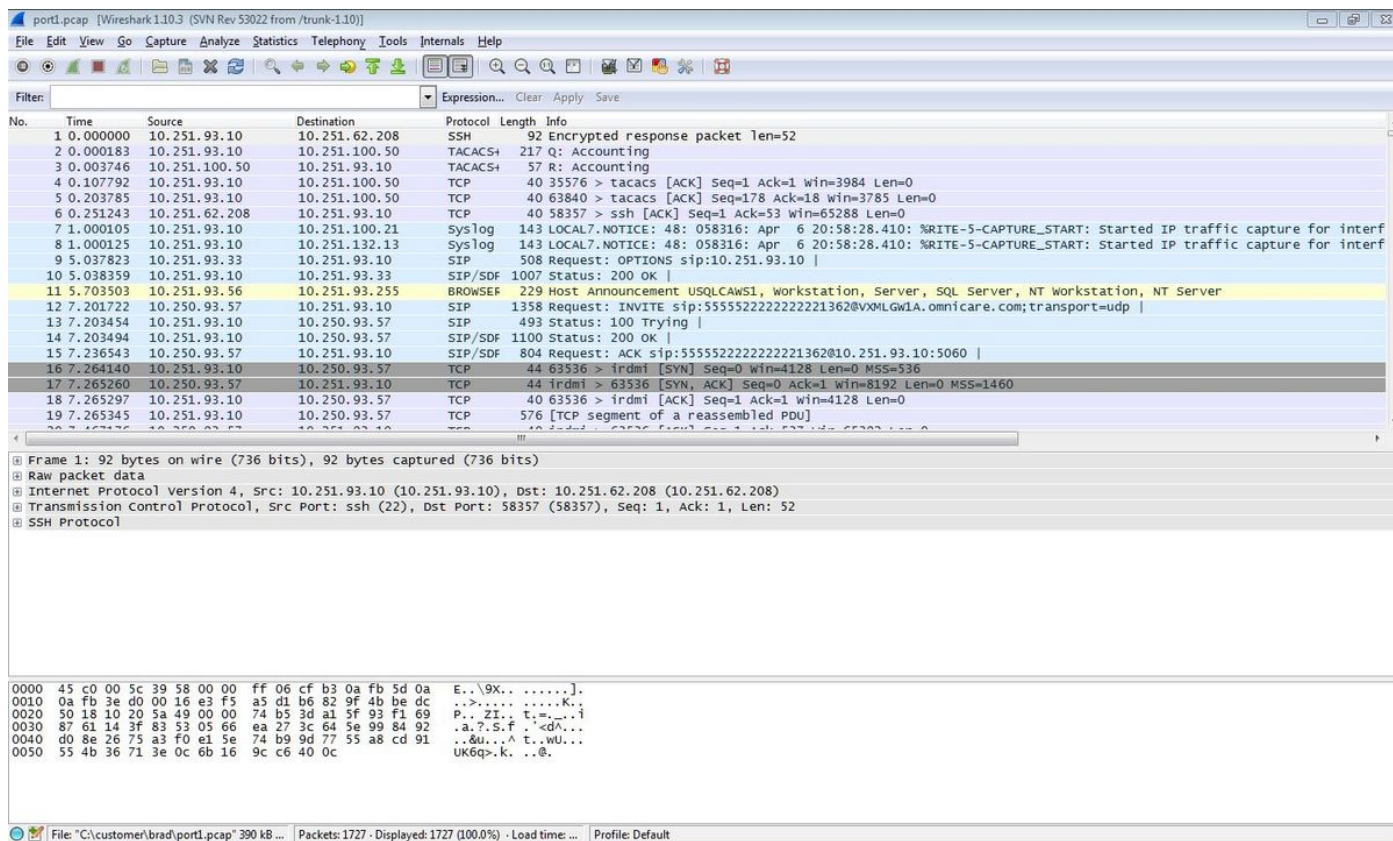 port1.pcap [Wireshark 1.10.3 (SVN Rev 53022 from /trunk-1.10)]
File Edit View Go Capture Analyze Statistics Telephony Tools Internals Help
Filter: Expression... Clear Apply Save
No. Time Source Destination Protocol Length Info
1 0.000000 10.251.93.10 10.251.62.208 SSH 92 Encrypted response packet len=52
2 0.000183 10.251.93.10 10.251.100.50 TACACS+ 217 Q: Accounting
3 0.003746 10.251.100.50 10.251.93.10 TACACS+ 57 R: Accounting
4 0.107792 10.251.93.10 10.251.100.50 TCP 40 35576 > tacacs [ACK] Seq=1 Ack=1 Win=3984 Len=0
5 0.203785 10.251.93.10 10.251.100.50 TCP 40 63840 > tacacs [ACK] Seq=178 Ack=18 Win=3785 Len=0
6 0.251243 10.251.62.208 10.251.93.10 TCP 40 58357 > ssh [ACK] Seq=1 Ack=53 Win=65288 Len=0
7 1.000105 10.251.93.10 10.251.100.21 Syslog 143 LOCAL7.NOTICE: 48: 058316: Apr 6 20:58:28.410: %RITE-5-CAPTURE_START: Started IP traffic capture for interf
8 1.000125 10.251.93.10 10.251.132.13 Syslog 143 LOCAL7.NOTICE: 48: 058316: Apr 6 20:58:28.410: %RITE-5-CAPTURE_START: Started IP traffic capture for interf
9 5.037823 10.251.93.33 10.251.93.10 SIP 508 Request: OPTIONS sip:10.251.93.10 |
10 5.038359 10.251.93.10 10.251.93.33 SIP/SDF 1007 Status: 200 OK |
11 5.703503 10.251.93.56 10.251.93.255 BROWSEF 229 Host Announcement USQLCAWS1, Workstation, Server, SQL Server, NT Workstation, NT Server
12 7.201722 10.250.93.57 10.251.93.10 SIP 1358 Request: INVITE sip:5555522222222221362@VXMLGW1A.omnicare.com;transport=udp |
13 7.203454 10.251.93.10 10.250.93.57 SIP 493 Status: 100 Trying |
14 7.203494 10.251.93.10 10.250.93.57 SIP/SDF 1100 Status: 200 OK |
15 7.236543 10.250.93.57 10.251.93.10 SIP/SDF 804 Request: ACK sip:5555522222222221362@10.251.93.10:5060 |
16 7.264140 10.251.93.10 10.250.93.57 TCP 44 63536 > irdmi [SYN] Seq=0 Win=4128 Len=0 MSS=536
17 7.265260 10.250.93.57 10.251.93.10 TCP 44 irdmi > 63536 [SYN, ACK] Seq=0 Ack=1 Win=8192 Len=0 MSS=1460
18 7.265297 10.251.93.10 10.250.93.57 TCP 40 63536 > irdmi [ACK] Seq=1 Ack=1 Win=4128 Len=0
19 7.265345 10.251.93.10 10.250.93.57 TCP 576 [TCP segment of a reassembled PDU]
Frame 1: 92 bytes on wire (736 bits), 92 bytes captured (736 bits)
Raw packet data
Internet Protocol Version 4, Src: 10.251.93.10 (10.251.93.10), Dst: 10.251.62.208 (10.251.62.208)
Transmission Control Protocol, Src Port: ssh (22), Dst Port: 58357 (58357), Seq: 1, Ack: 1, Len: 52
SSH Protocol
0000 45 c0 00 5c 39 58 00 00 ff 06 cf b3 0a fb 5d 0a E..\9X.. ......].
0010 0a fb 3e d0 00 16 e3 f5 a5 d1 b6 82 9f 4b be dc ..>..... .....K..
0020 50 18 10 20 5a 49 00 00 74 b5 3d a1 5f 93 f1 69 P.. ZI.. t.=._..i
0030 87 61 14 3f 83 53 05 66 ea 27 3c 64 5e 99 84 92 .a.?.S.f .'<d^...
0040 d0 8e 26 75 a3 f0 e1 5e 74 b9 9d 77 55 a8 cd 91 ..&u...^ t..wU...
0050 55 4b 36 71 3e 0c 6b 16 9c c6 40 0c UK6q>.k. ..@.
File: "C:\customer\brad\port1.pcap" 390 kB ... Packets: 1727 · Displayed: 1727 (100.0%) · Load time: ... Profile: Default